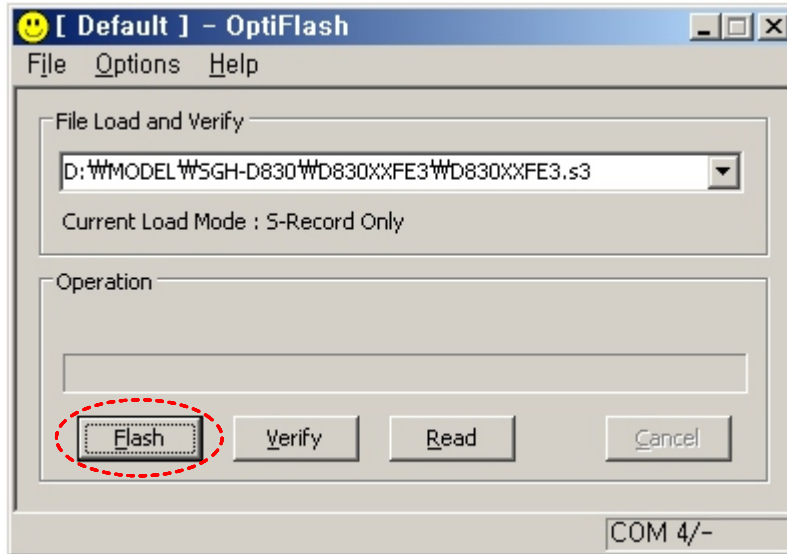 [ Default ] - OptiFlash
File Options Help
File Load and Verify
D:₩MODEL₩SGH-D830₩D830XXFE3₩D830XXFE3.s3
Current Load Mode : S-Record Only
Operation
Flash Verify Read Cancel
COM 4/-